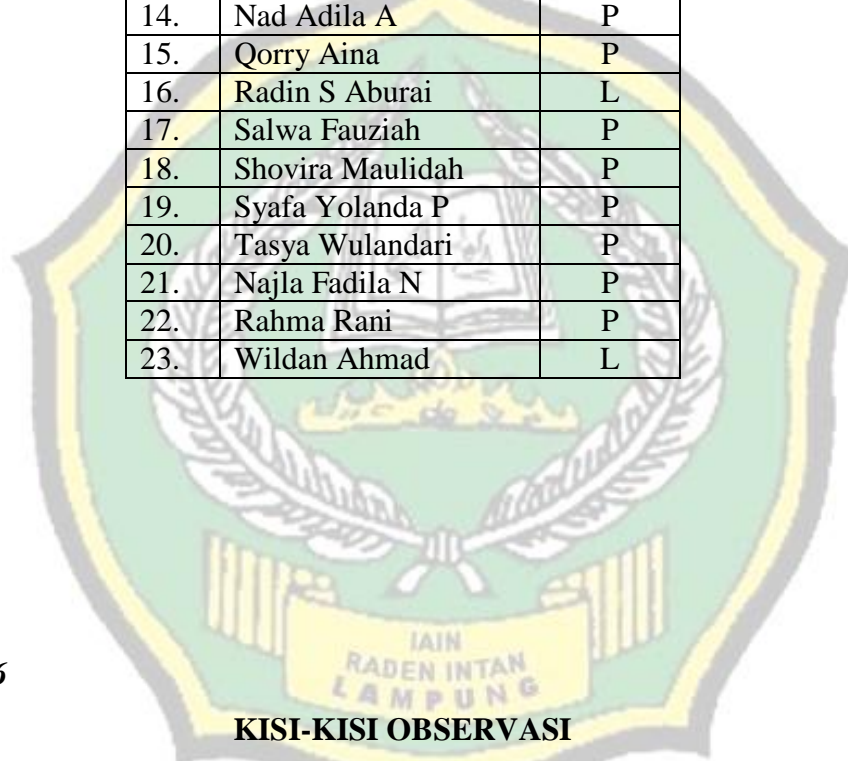 14. Nad Adila A P
15. Qorry Aina P
16. Radin S Aburai L
17. Salwa Fauziah P
18. Shovira Maulidah P
19. Syafa Yolanda P P
20. Tasya Wulandari P
21. Najla Fadila N P
22. Rahma Rani P
23. Wildan Ahmad L
IAIN
RADEN INTAN
LAMPUNG
6
KISI-KISI OBSERVASI